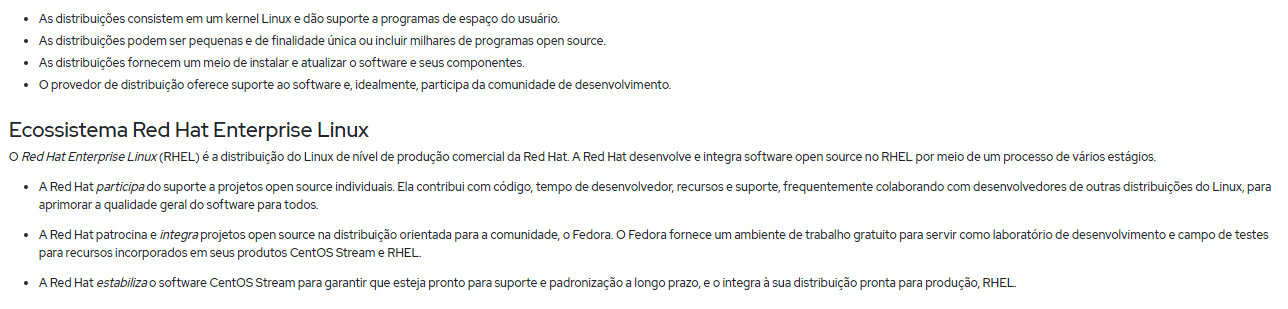 As distribuições consistem em um kernel Linux e dão suporte a programas de espaço do usuário.
As distribuições podem ser pequenas e de finalidade única ou incluir milhares de programas open source.
As distribuições fornecem um meio de instalar e atualizar o software e seus componentes.
O provedor de distribuição oferece suporte ao software e, idealmente, participa da comunidade de desenvolvimento.
Ecossistema Red Hat Enterprise Linux
O Red Hat Enterprise Linux (RHEL) é a distribuição do Linux de nível de produção comercial da Red Hat. A Red Hat desenvolve e integra software open source no RHEL por meio de um processo de vários estágios.
A Red Hat participa do suporte a projetos open source individuais. Ela contribui com código, tempo de desenvolvedor, recursos e suporte, frequentemente colaborando com desenvolvedores de outras distribuições do Linux, para
aprimorar a qualidade geral do software para todos.
A Red Hat patrocina e integra projetos open source na distribuição orientada para a comunidade, o Fedora. O Fedora fornece um ambiente de trabalho gratuito para servir como laboratório de desenvolvimento e campo de testes
para recursos incorporados em seus produtos CentOS Stream e RHEL.
A Red Hat estabiliza o software CentOS Stream para garantir que esteja pronto para suporte e padronização a longo prazo, e o integra à sua distribuição pronta para produção, RHEL.